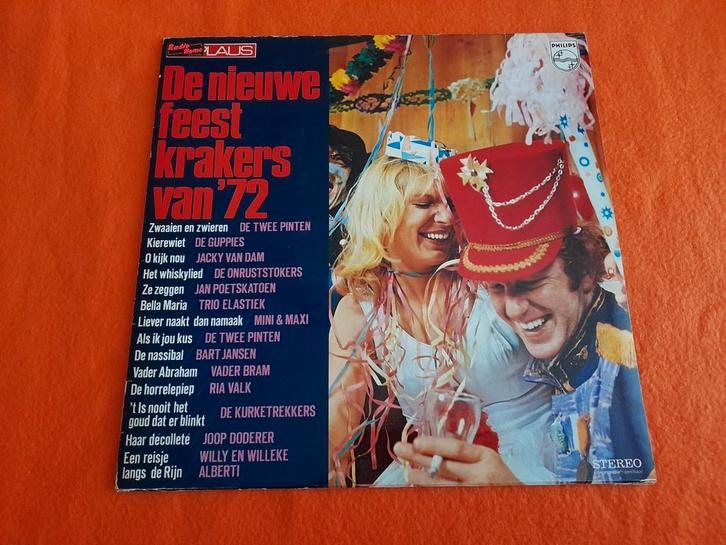 Radio Home
KLAUS
De nieuwe
feest
krakers
van '72
Zwaaien en zwieren DE TWEE PINTEN
Kierewiet DE GUPPIES
O kijk nou JACKY VAN DAM
Het whiskylied DE ONRUSTSTOKERS
Ze zeggen JAN POETSKATOEN
Bella Maria TRIO ELASTIEK
Liever naakt dan namaak MINI & MAXI
Als ik jou kus DE TWEE PINTEN
De nassibal BART JANSEN
Vader Abraham VADER BRAM
De horrelepiep RIA VALK
't Is nooit het
goud dat er blinkt DE KURKETREKKERS
Haar decolleté JOOP DODERER
Een reisje WILLY EN WILLEKE
langs de Rijn ALBERTI
PHILIPS
STEREO